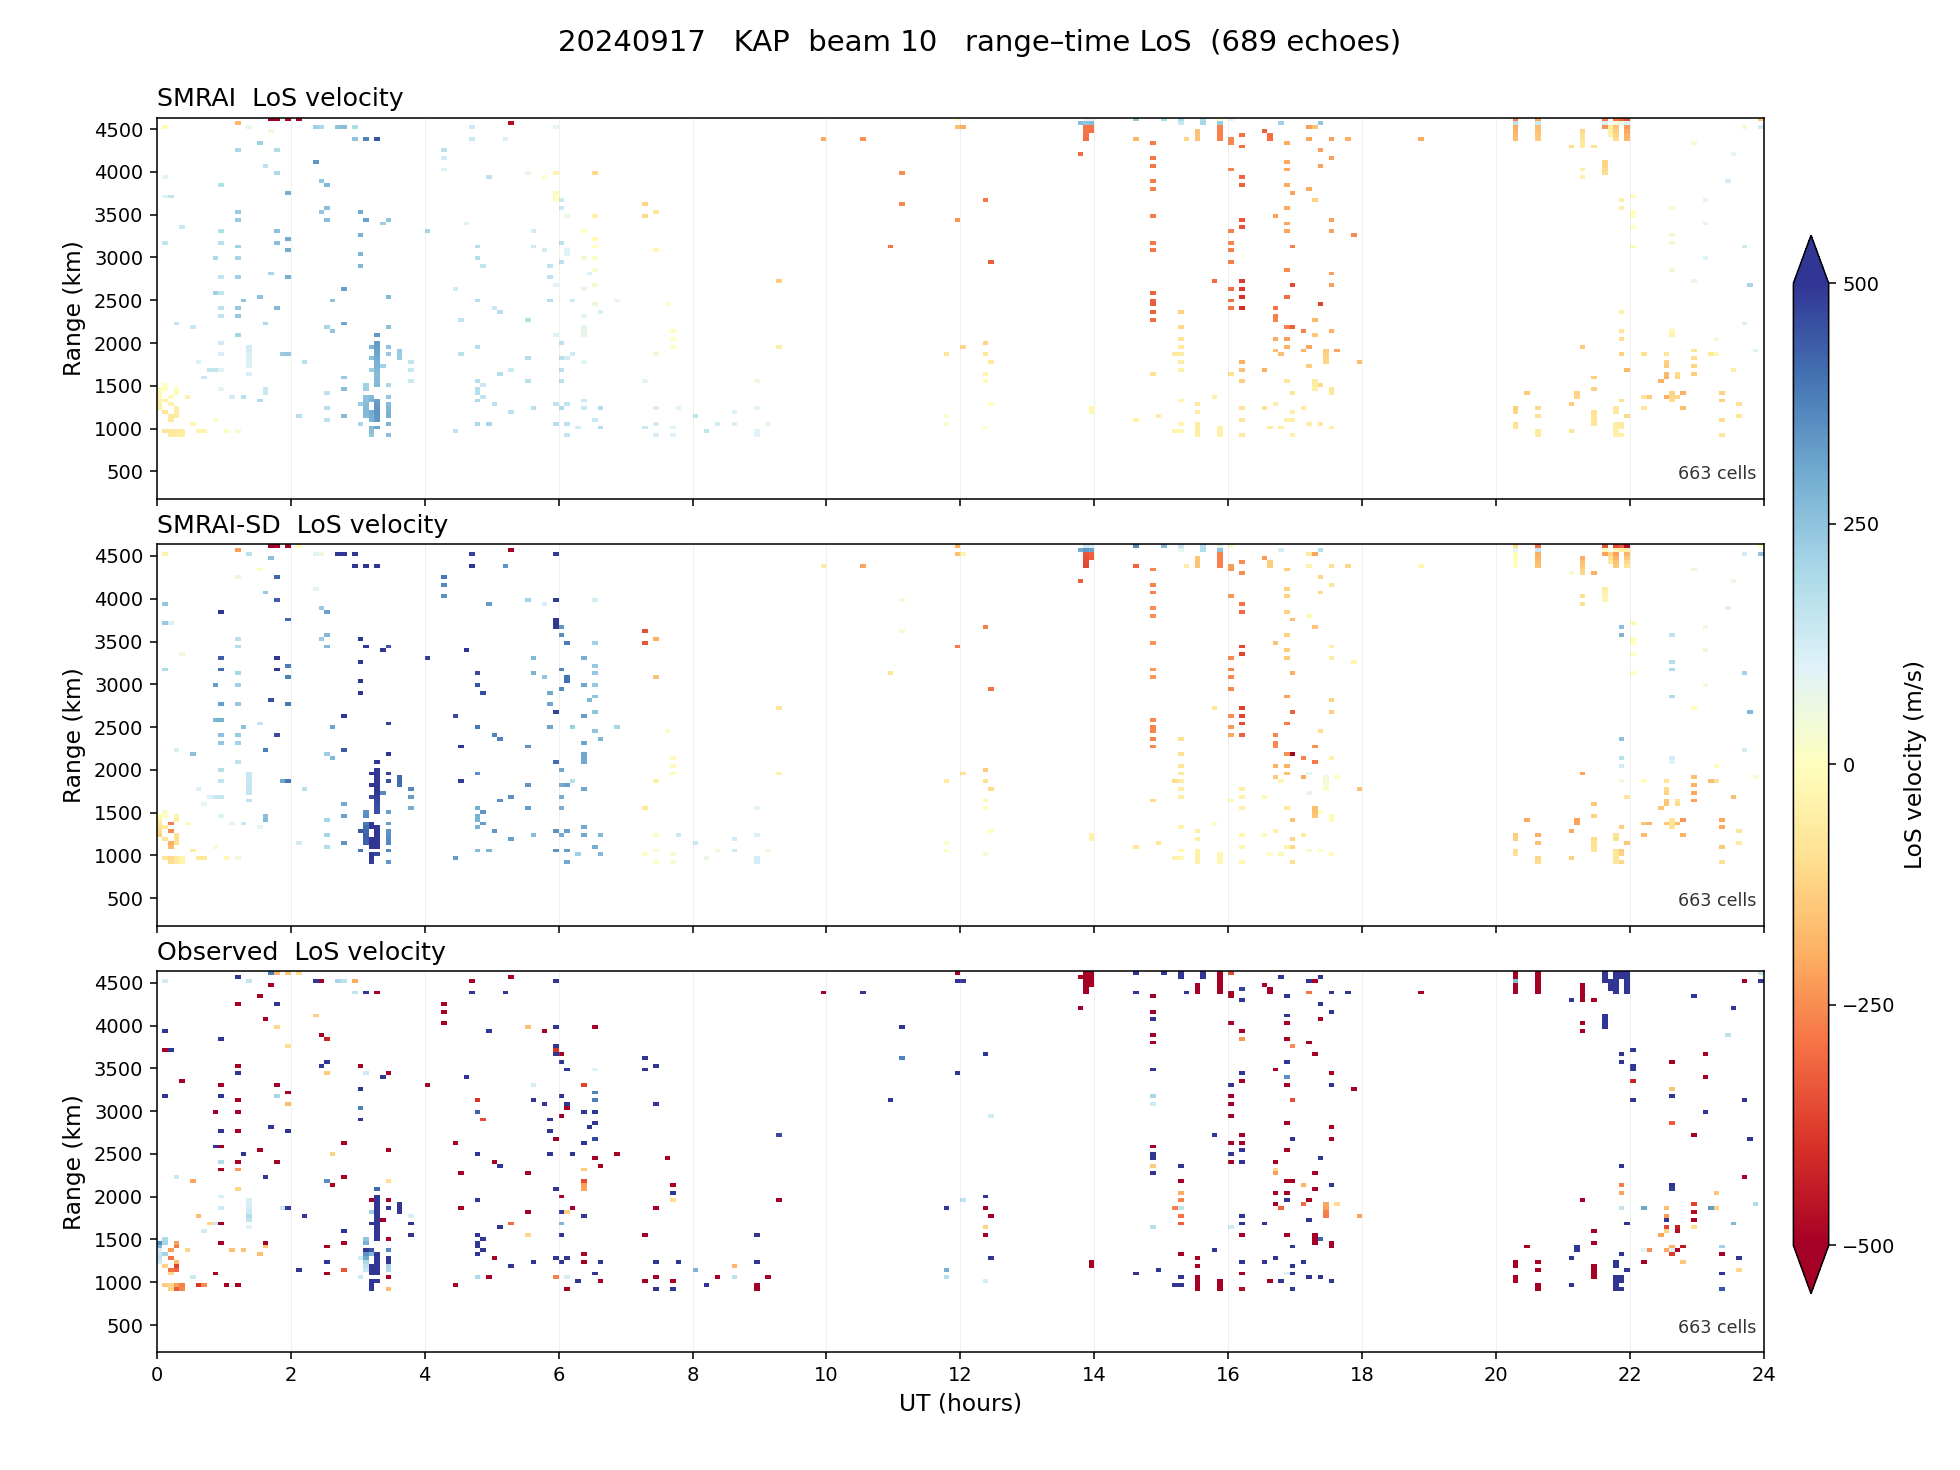 20240917   KAP  beam 10   range–time LoS  (689 echoes)
SMRAI  LoS velocity
4500
4000
3500
3000
2500
2000
1500
1000
500
Range (km)
663 cells
SMRAI-SD  LoS velocity
4500
4000
3500
3000
2500
2000
1500
1000
500
Range (km)
663 cells
Observed  LoS velocity
4500
4000
3500
3000
2500
2000
1500
1000
500
Range (km)
663 cells
0 2 4 6 8 10 12 14 16 18 20 22 24
UT (hours)
500
250
0
−250
−500
LoS velocity (m/s)